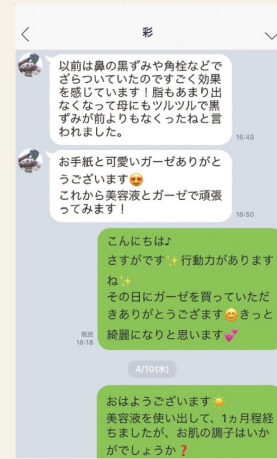 彩
以前は鼻の黒ずみや角栓などで
ざらついていたのですごく効果
を感じています！脂もあまり出
なくなって母にもツルツルで黒
ずみが前よりもなくったねと言
われました。
16:49
お手紙と可愛いガーゼありがと
うございます😍
これから美容液とガーゼで頑張
ってみます！
16:50
こんにちは♪
さすがです✨行動力があります
ね✨
その日にガーゼを買っていただ
きありがとうござます😊きっと
綺麗になりと思います💕
既読
18:18
4/10(水)
おはようございます☀️
美容液を使い出して、1ヵ月程経
ちましたが、お肌の調子はいか
がでしょうか❓